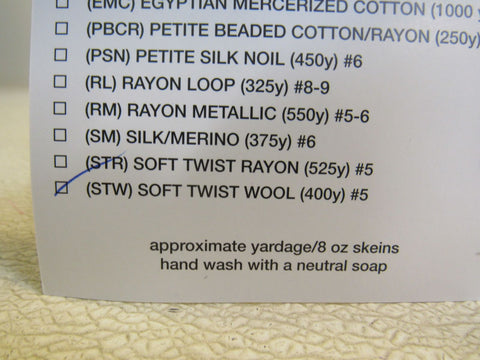 (EMC) EGYPTIAN MERCERIZED COTTON (1000
(PBCR) PETITE BEADED COTTON/RAYON (250y)
(PSN) PETITE SILK NOIL (450y) #6
(RL) RAYON LOOP (325y) #8-9
(RM) RAYON METALLIC (550y) #5-6
(SM) SILK/MERINO (375y) #6
(STR) SOFT TWIST RAYON (525y) #5
(STW) SOFT TWIST WOOL (400y) #5
approximate yardage/8 oz skeins
hand wash with a neutral soap